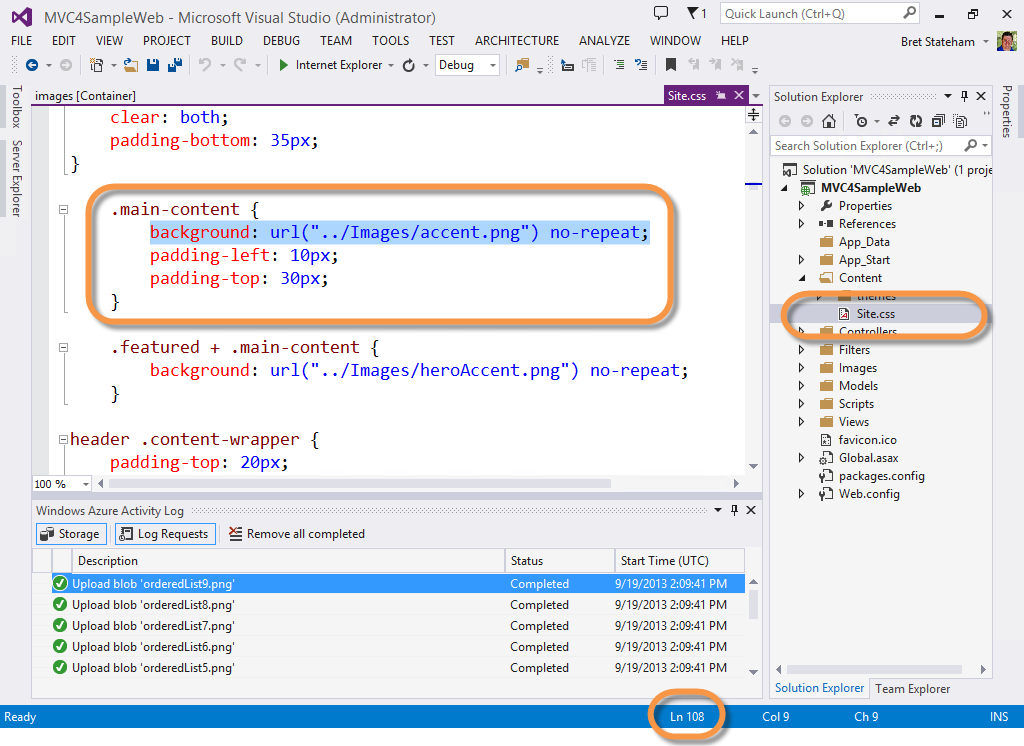 MVC4SampleWeb - Microsoft Visual Studio (Administrator)
1
Quick Launch (Ctrl+Q)
FILE EDIT VIEW PROJECT BUILD DEBUG TEAM TOOLS TEST ARCHITECTURE ANALYZE WINDOW HELP
Bret Stateham
Internet Explorer
Debug
Toolbox
Server Explorer
images [Container]
Site.css
clear: both;
padding-bottom: 35px;
}
.main-content {
background: url("../Images/accent.png") no-repeat;
padding-left: 10px;
padding-top: 30px;
}
.featured + .main-content {
background: url("../Images/heroAccent.png") no-repeat;
}
header .content-wrapper {
padding-top: 20px;
100 %
Solution Explorer
Properties
Search Solution Explorer (Ctrl+;)
Solution 'MVC4SampleWeb' (1 proje
MVC4SampleWeb
Properties
References
App_Data
App_Start
Content
themes
Site.css
Controllers
Filters
Images
Models
Scripts
Views
favicon.ico
Global.asax
packages.config
Web.config
Solution Explorer
Team Explorer
Windows Azure Activity Log
Storage
Log Requests
Remove all completed
Description Status Start Time (UTC)
Upload blob 'orderedList9.png' Completed 9/19/2013 2:09:41 PM
Upload blob 'orderedList8.png' Completed 9/19/2013 2:09:41 PM
Upload blob 'orderedList7.png' Completed 9/19/2013 2:09:41 PM
Upload blob 'orderedList6.png' Completed 9/19/2013 2:09:41 PM
Upload blob 'orderedList5.png' Completed 9/19/2013 2:09:41 PM
Ready
Ln 108
Col 9
Ch 9
INS